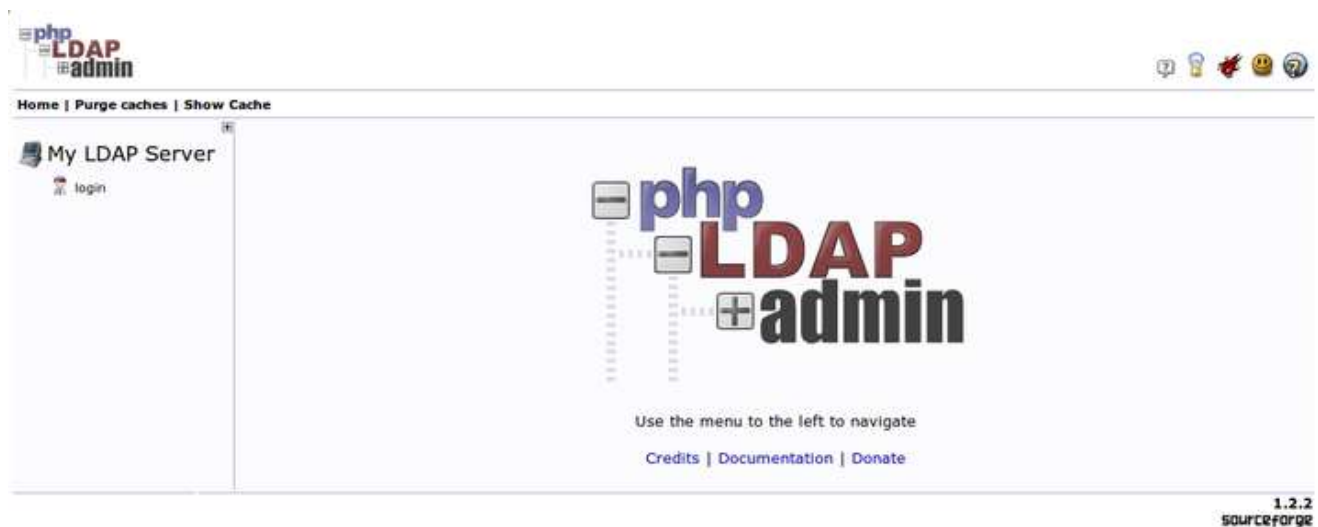 php
LDAP
admin
Home | Purge caches | Show Cache
My LDAP Server
login
php
LDAP
admin
Use the menu to the left to navigate
Credits | Documentation | Donate
1.2.2
sourceforge